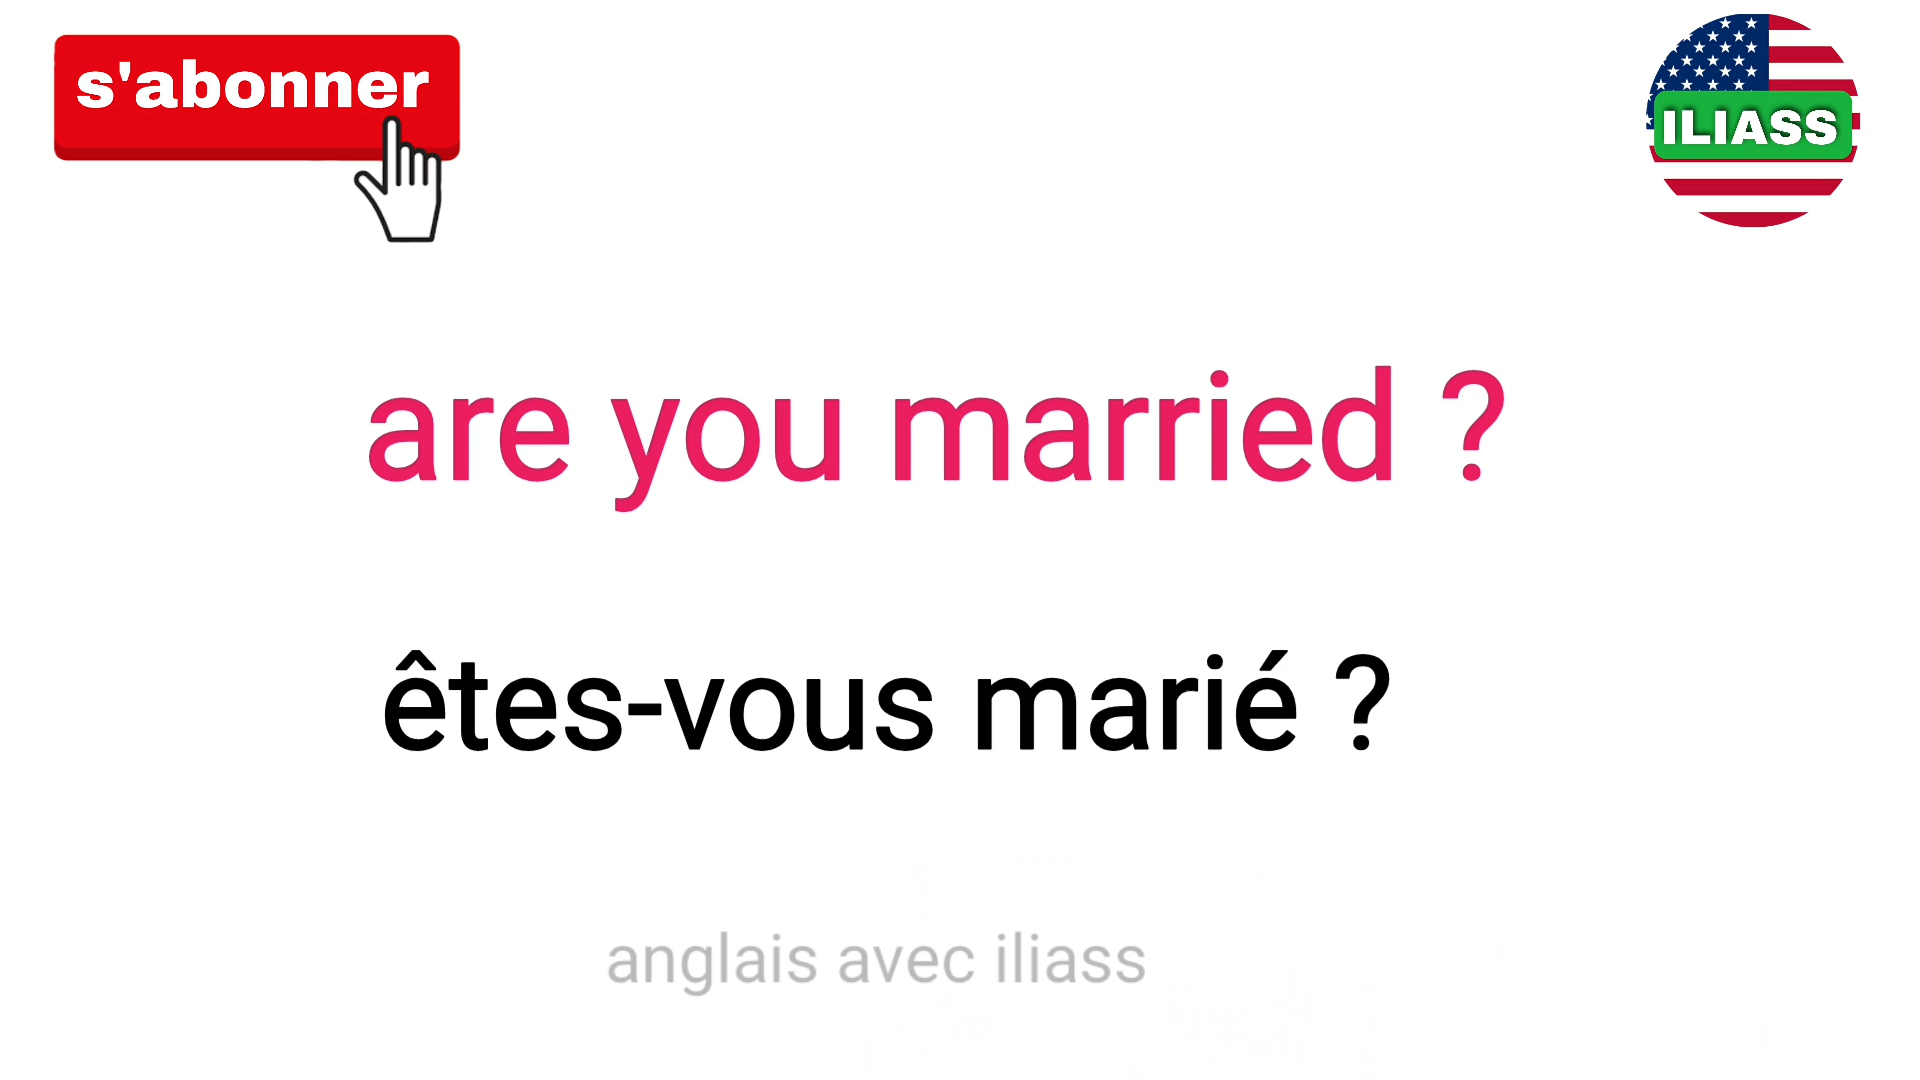 s'abonner
ILIASS
are you married ?
êtes-vous marié ?
anglais avec iliass